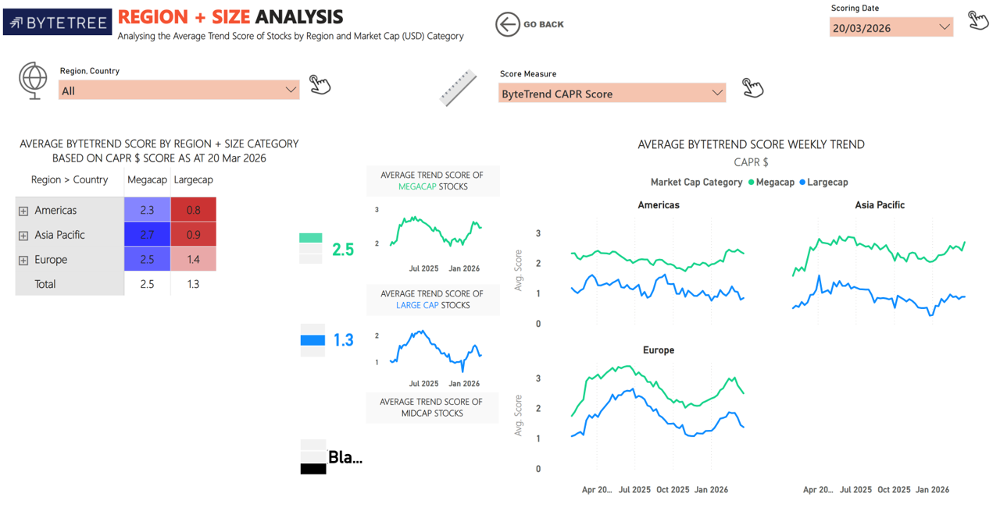 BYTETREE
REGION + SIZE ANALYSIS
Analysing the Average Trend Score of Stocks by Region and Market Cap (USD) Category
GO BACK
Scoring Date
20/03/2026
Region, Country
All
Score Measure
ByteTrend CAPR Score
AVERAGE BYTETREND SCORE BY REGION + SIZE CATEGORY
BASED ON CAPR $ SCORE AS AT 20 Mar 2026
Region > Country Megacap Largecap
Americas 2.3 0.8
Asia Pacific 2.7 0.9
Europe 2.5 1.4
Total 2.5 1.3
2.5
AVERAGE TREND SCORE OF
MEGACAP STOCKS
3
2
Jul 2025 Jan 2026
1.3
AVERAGE TREND SCORE OF
LARGE CAP STOCKS
2
1
Jul 2025 Jan 2026
AVERAGE TREND SCORE OF
MIDCAP STOCKS
Bla...
AVERAGE BYTETREND SCORE WEEKLY TREND
CAPR $
Market Cap Category Megacap Largecap
Americas
Asia Pacific
Avg. Score
3
2
1
0
Europe
Avg. Score
3
2
1
0
Apr 20... Jul 2025 Oct 2025 Jan 2026
Apr 20... Jul 2025 Oct 2025 Jan 2026